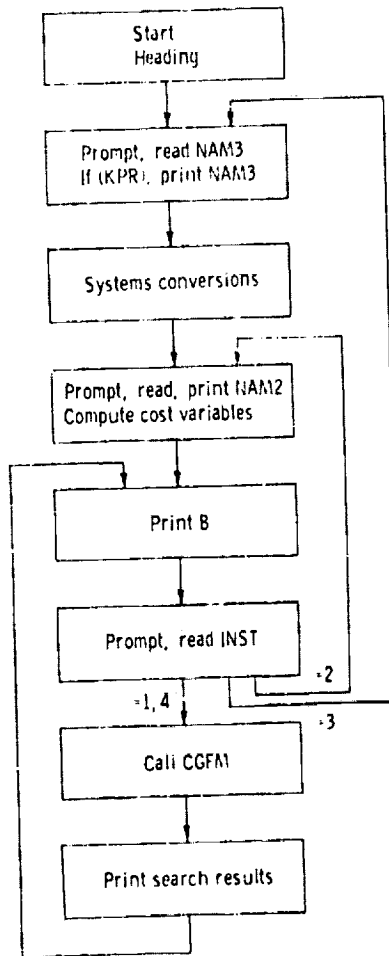 Start
Heading
Prompt, read NAM3
If (KPR), print NAM3
Systems conversions
Prompt, read, print NAM2
Compute cost variables
Print B
Prompt, read INST
=2
=1, 4
=3
Call CGFM
Print search results